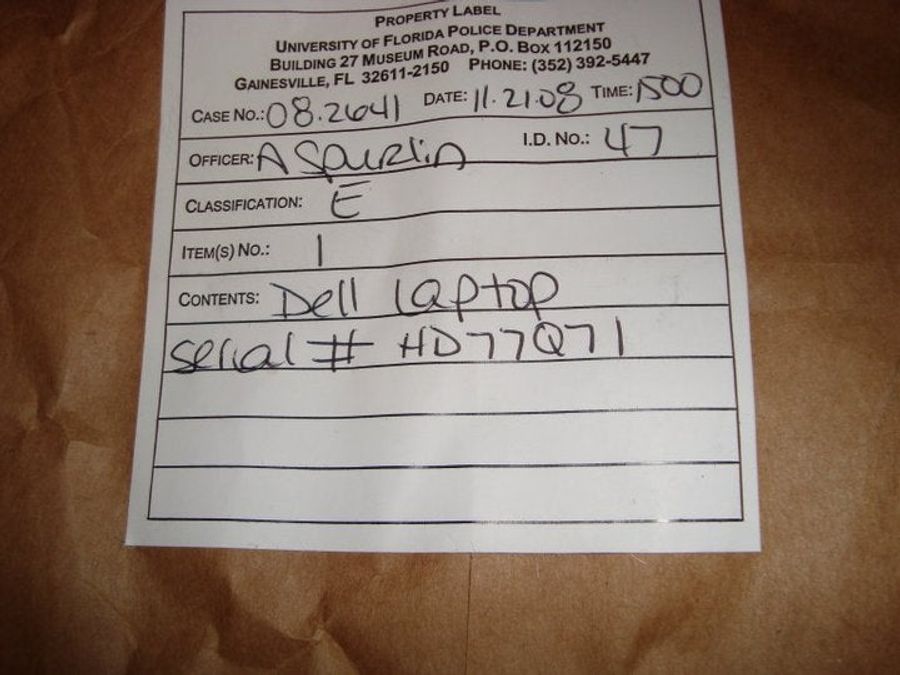 PROPERTY LABEL
UNIVERSITY OF FLORIDA POLICE DEPARTMENT
BUILDING 27 MUSEUM ROAD, P.O. BOX 112150
GAINESVILLE, FL 32611-2150 PHONE: (352) 392-5447
CASE NO.: 08.2641 DATE: 11.21.08 TIME: 1500
OFFICER: A Spurlin I.D. NO.: 47
CLASSIFICATION: E
ITEM(S) NO.: 1
CONTENTS: Dell laptop
serial # HD77Q71